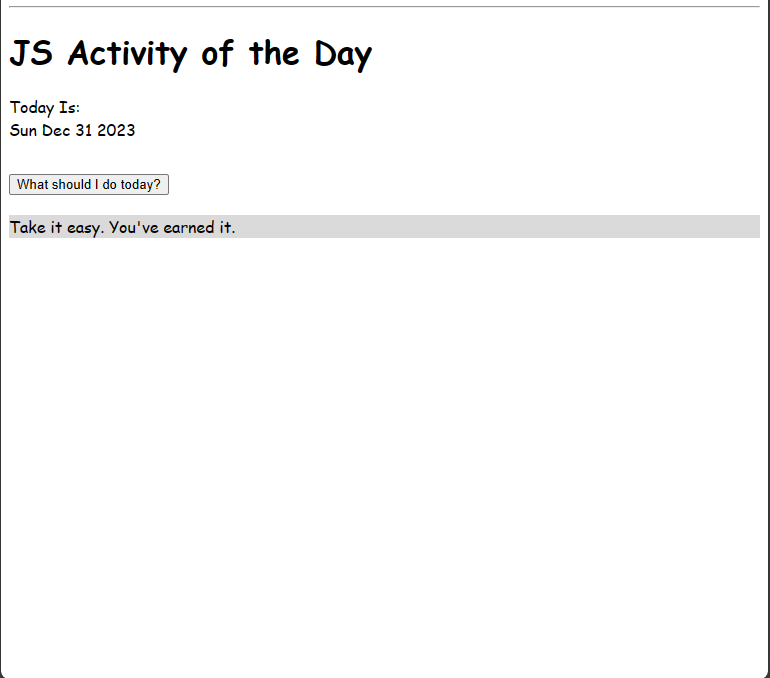 JS Activity of the Day
Today Is:
Sun Dec 31 2023
What should I do today?
Take it easy. You've earned it.